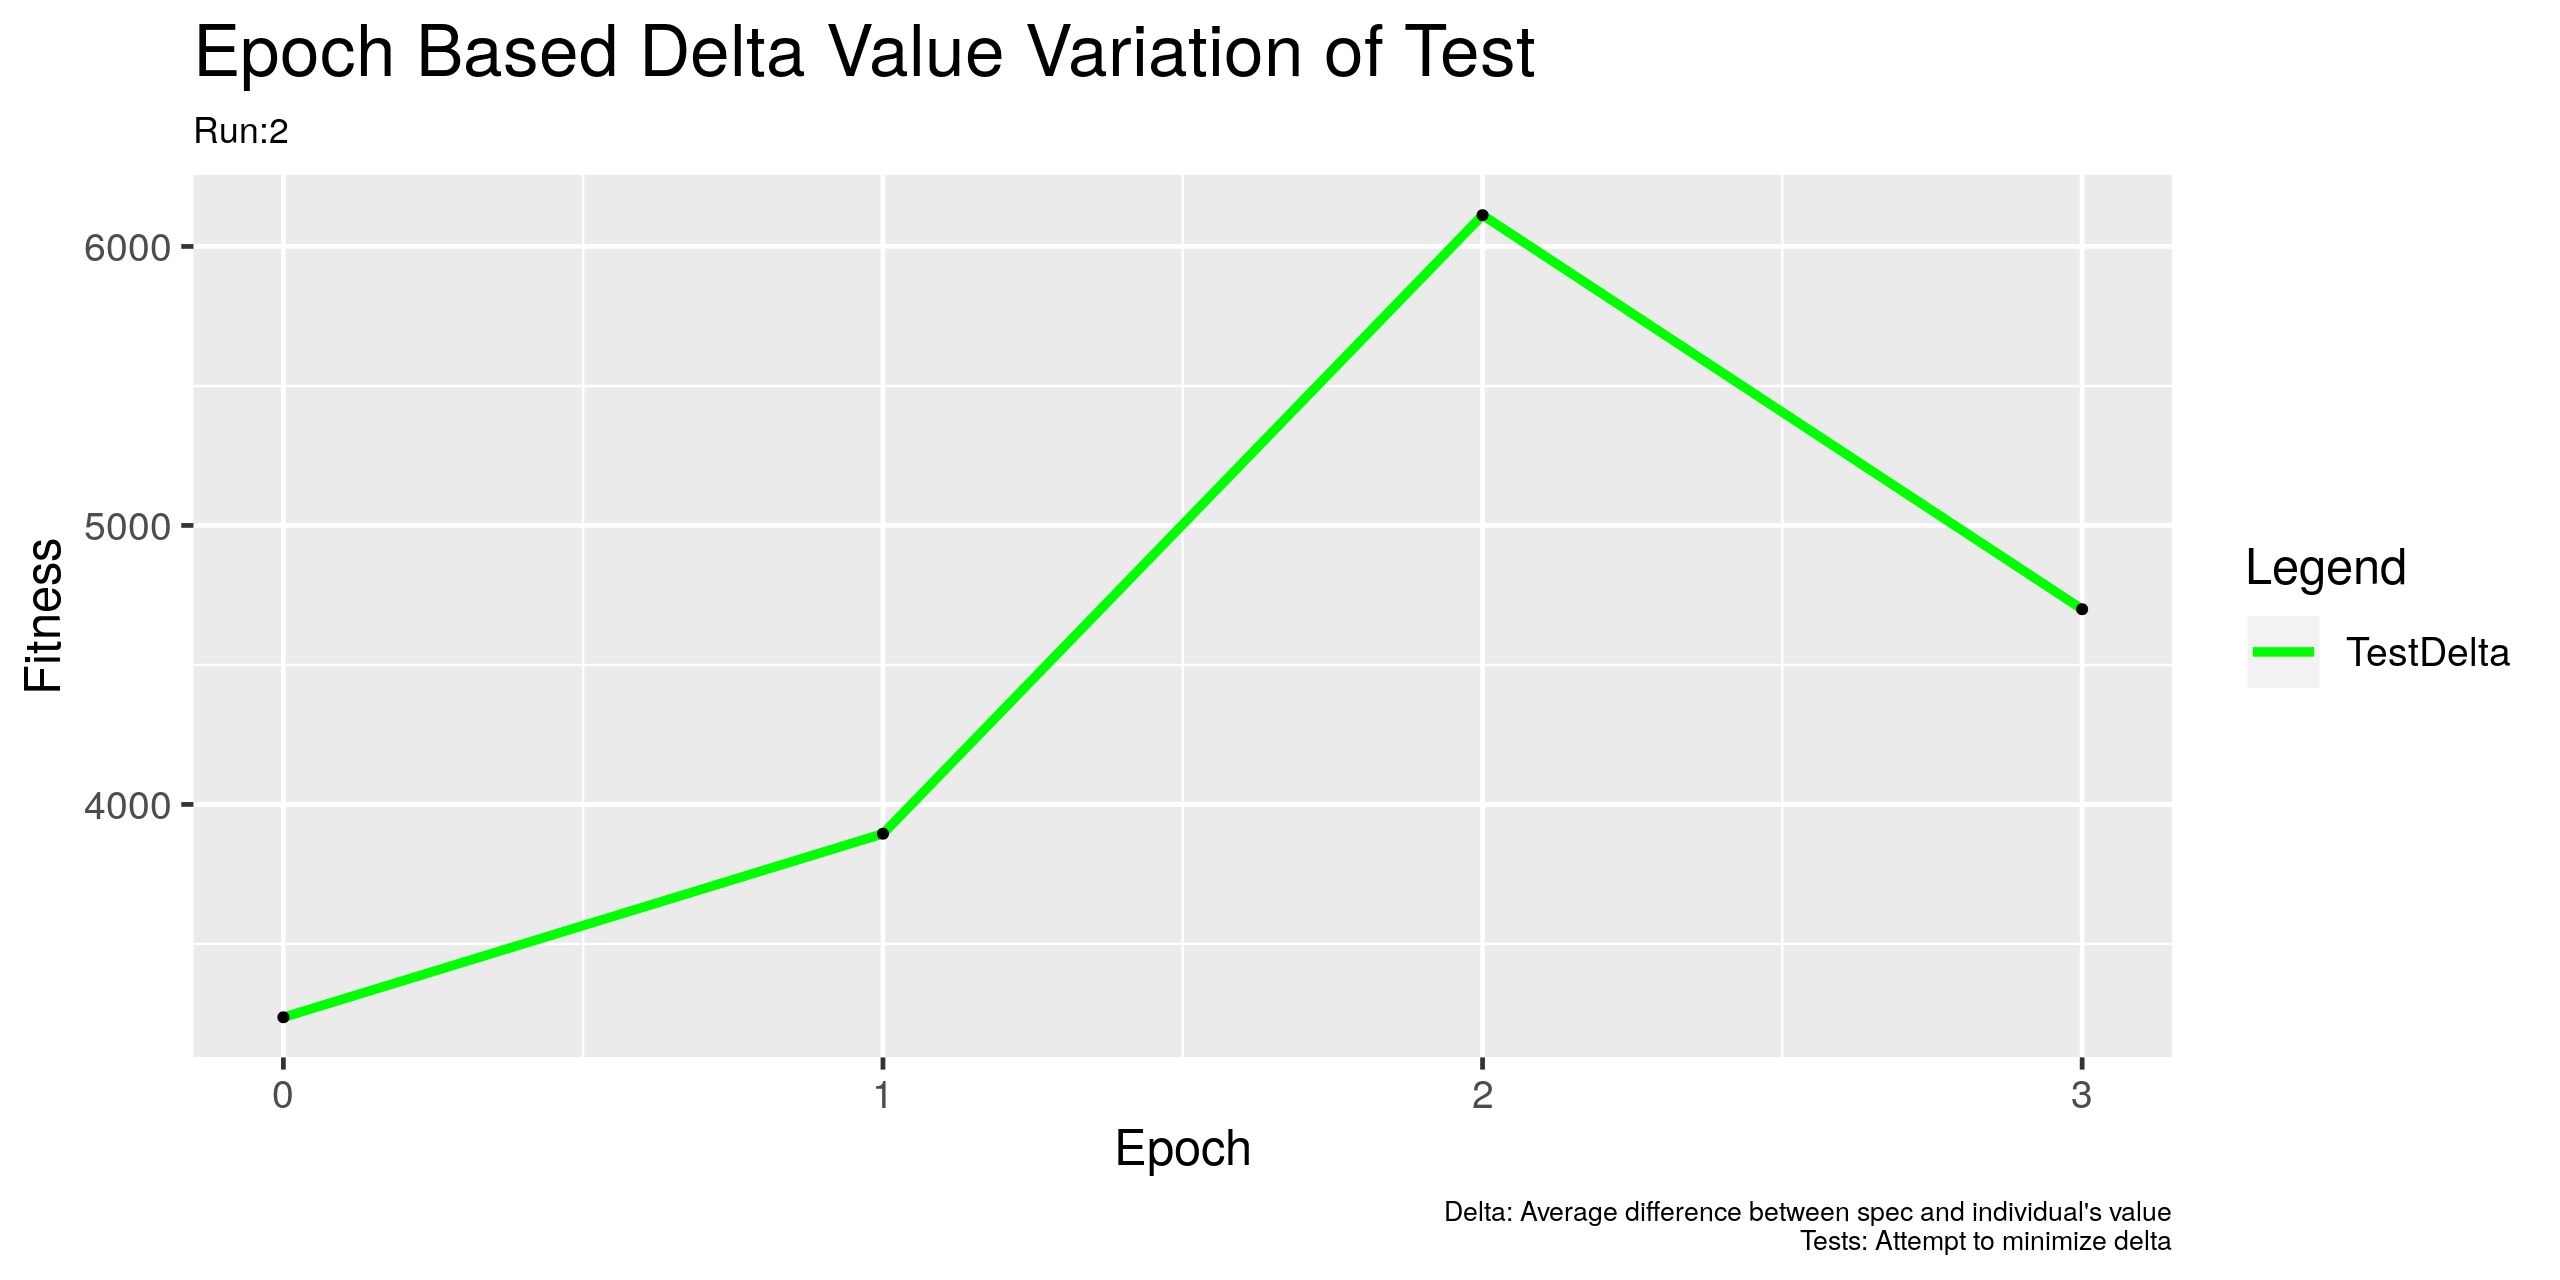 Epoch Based Delta Value Variation of Test
Run:2
6000
5000
4000
Fitness
0 1 2 3
Epoch
Legend
TestDelta
Delta: Average difference between spec and individual's value
Tests: Attempt to minimize delta